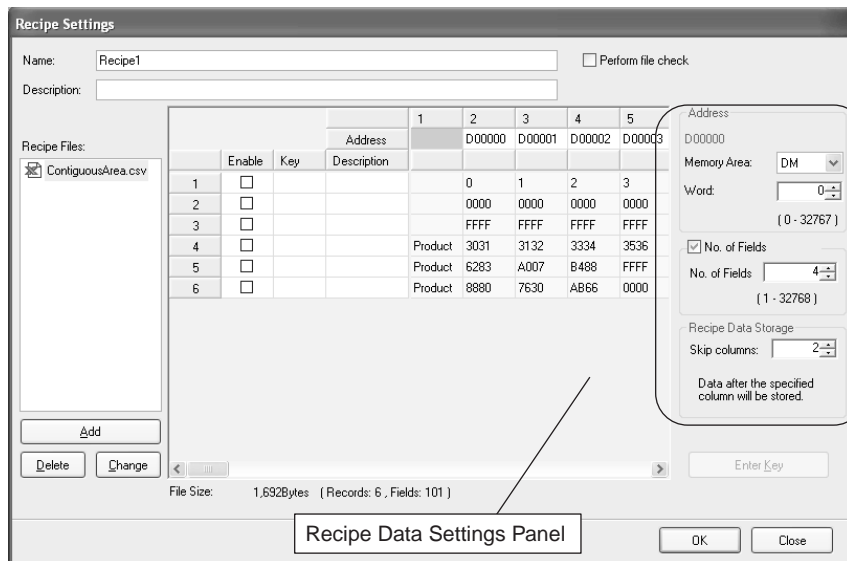 Recipe Settings
Name: Recipe1 Perform file check
Description:
Recipe Files:
ContiguousArea.csv
1 2 3 4 5
Address D00000 D00001 D00002 D00003
Enable Key Description
1 0 1 2 3
2 0000 0000 0000 0000
3 FFFF FFFF FFFF FFFF
4 Product 3031 3132 3334 3536
5 Product 6283 A007 B488 FFFF
6 Product 8880 7630 AB66 0000
Address
D00000
Memory Area: DM
Word: 0
( 0 - 32767 )
No. of Fields
No. of Fields 4
( 1 - 32768 )
Recipe Data Storage
Skip columns: 2
Data after the specified
column will be stored.
Add
Delete Change
Enter Key
File Size: 1,692Bytes ( Records: 6 , Fields: 101 )
Recipe Data Settings Panel
OK Close